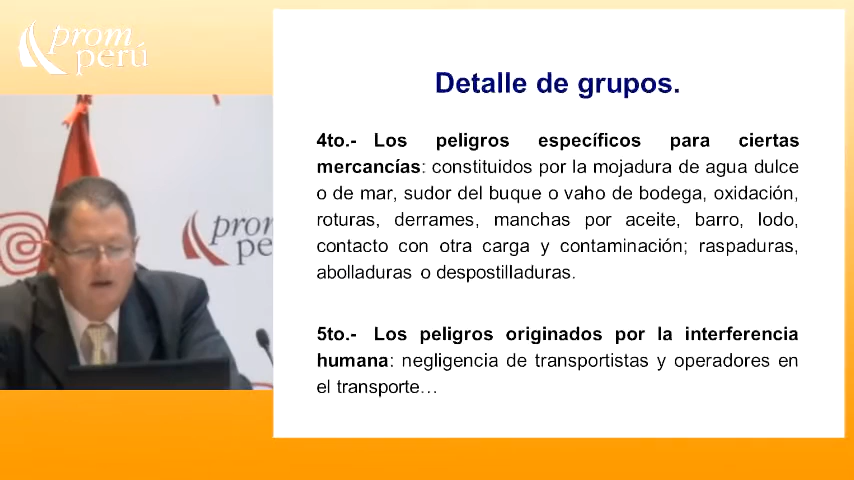 prom
perú
Detalle de grupos.
4to.- Los peligros específicos para ciertas
mercancías: constituidos por la mojadura de agua dulce
o de mar, sudor del buque o vaho de bodega, oxidación,
roturas, derrames, manchas por aceite, barro, lodo,
contacto con otra carga y contaminación; raspaduras,
abolladuras o despostilladuras.
5to.- Los peligros originados por la interferencia
humana: negligencia de transportistas y operadores en
el transporte…
prom
pe